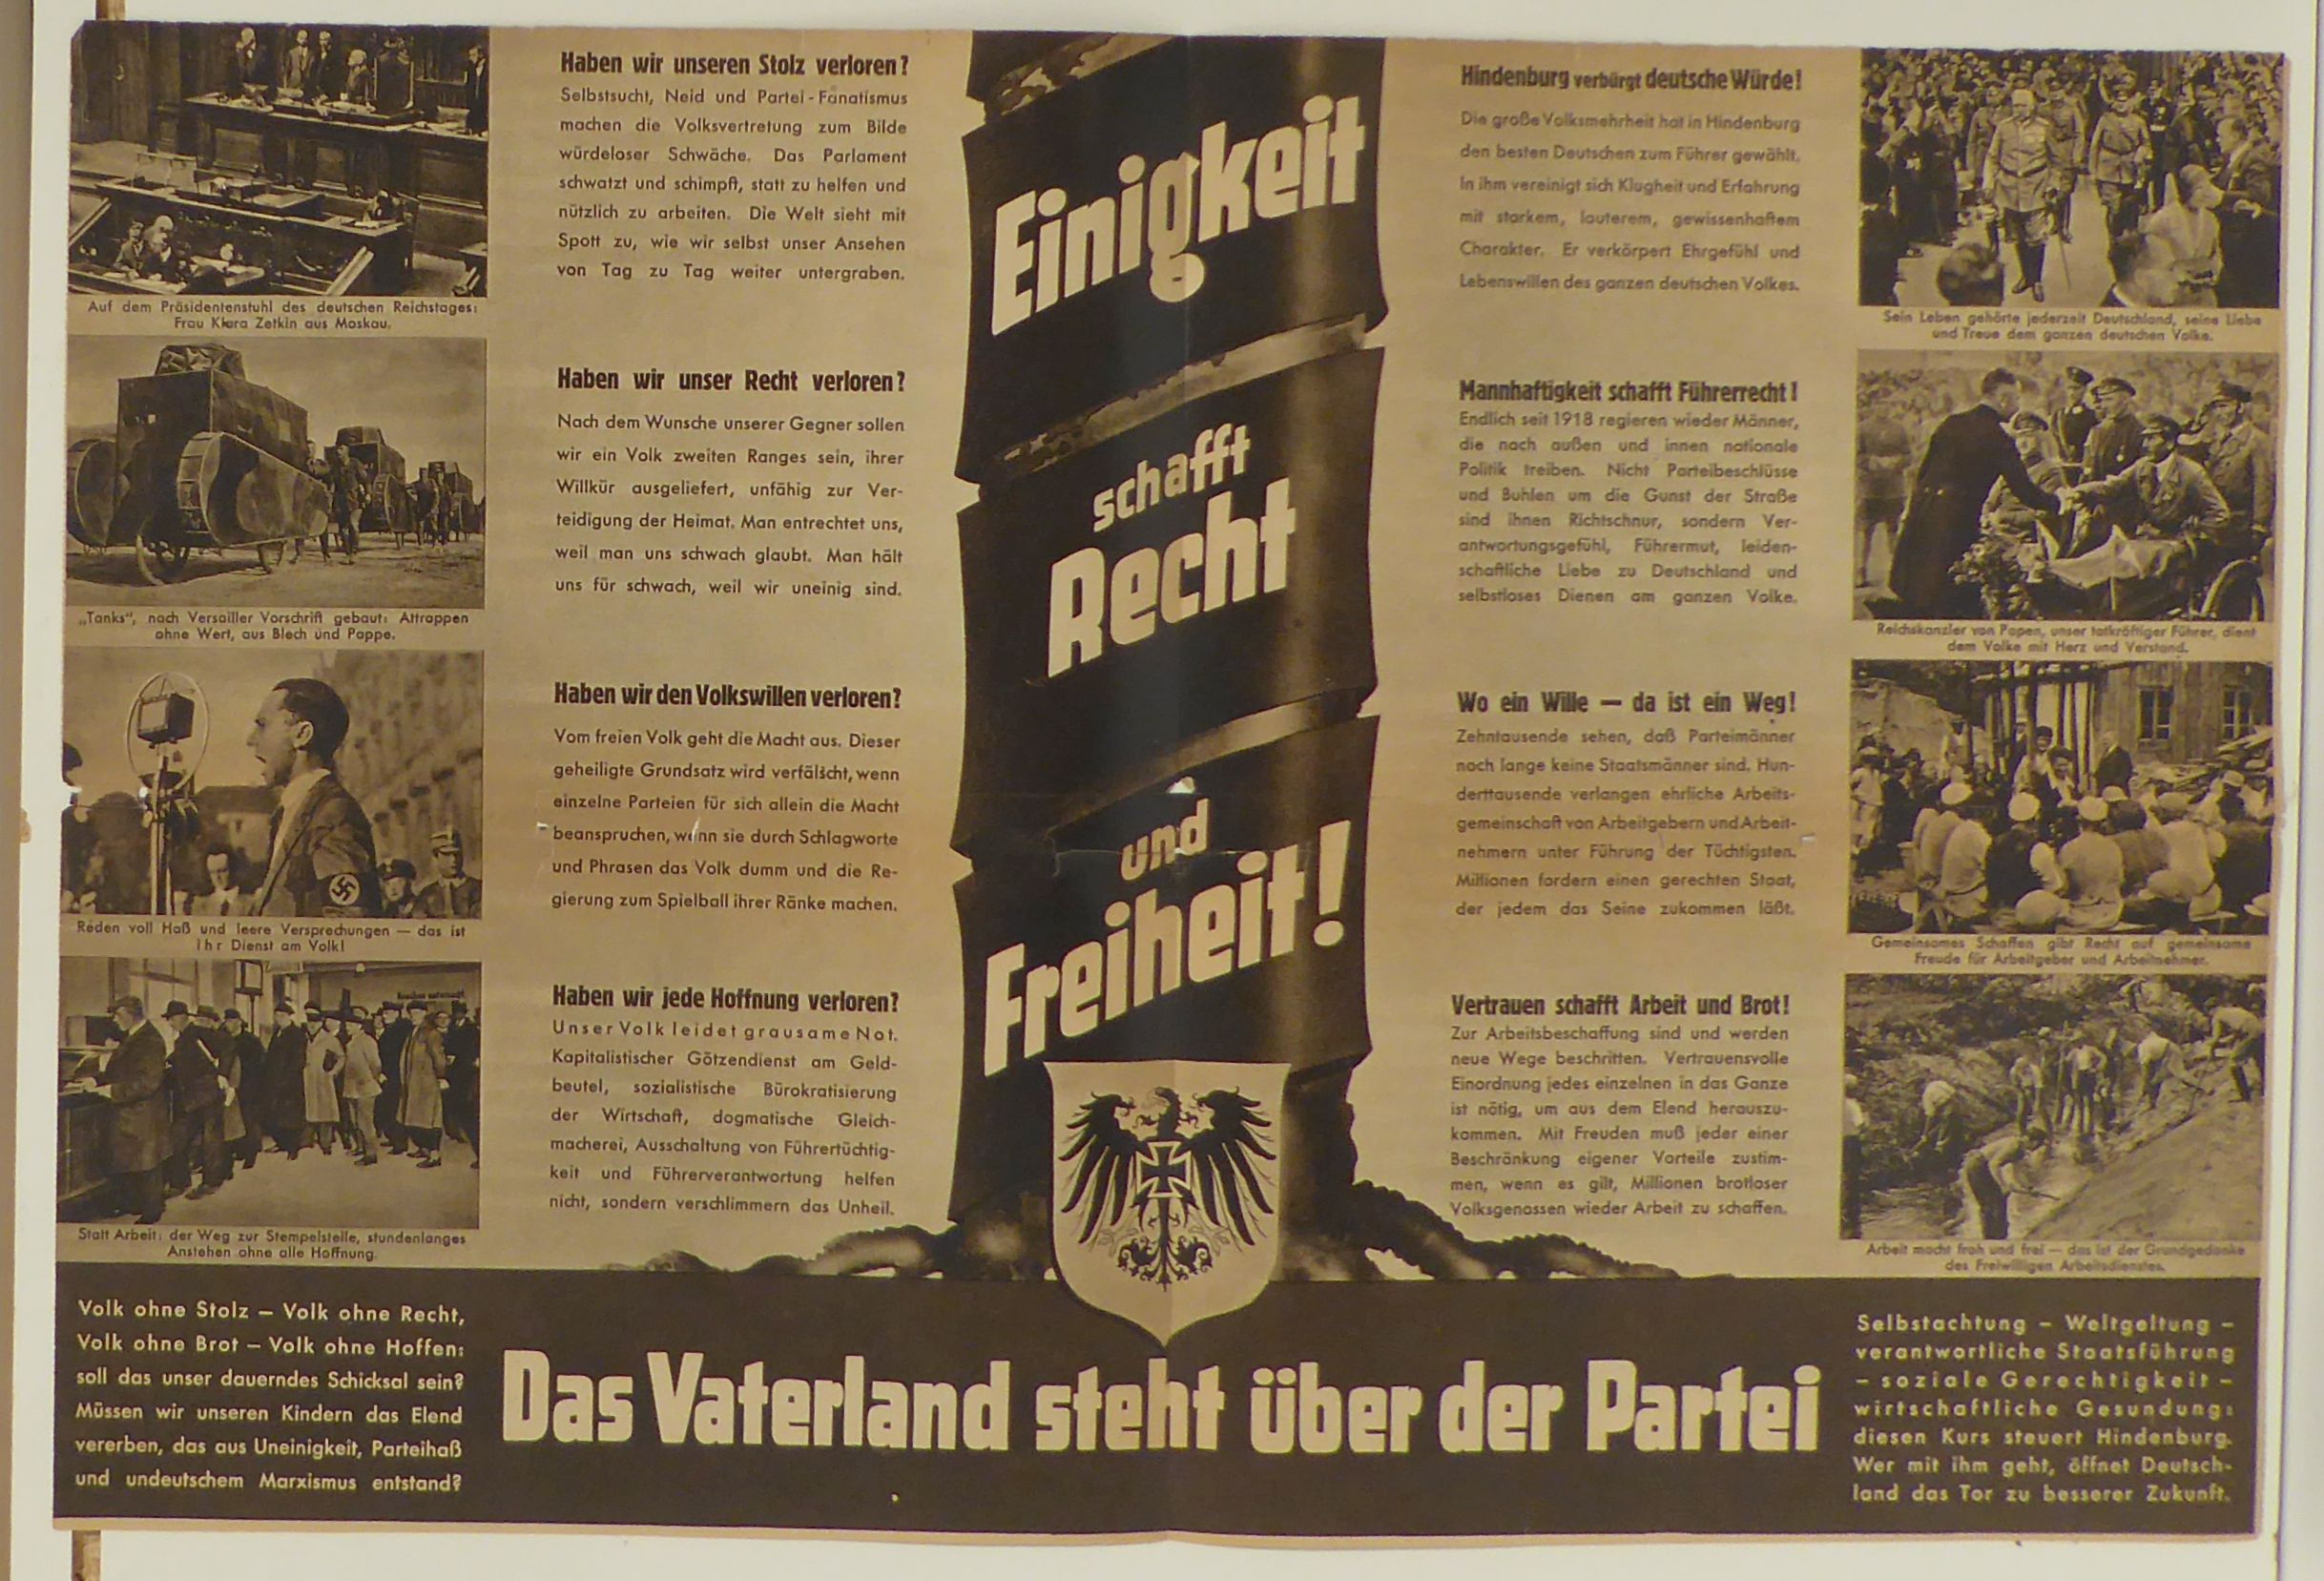 Auf dem Präsidentenstuhl des deutschen Reichstages:
Frau Klara Zetkin aus Moskau.
„Tanks“, nach Versailler Vorschrift gebaut: Attrappen
ohne Wert, aus Blech und Pappe.
Reden voll Haß und leere Versprechungen — das ist
Ihr Dienst am Volk!
Statt Arbeit: der Weg zur Stempelstelle, stundenlanges
Anstehen ohne alle Hoffnung.
Haben wir unseren Stolz verloren?
Selbstsucht, Neid und Partei-Fanatismus
machen die Volksvertretung zum Bilde
würdeloser Schwäche. Das Parlament
schwatzt und schimpft, statt zu helfen und
nützlich zu arbeiten. Die Welt sieht mit
Spott zu, wie wir selbst unser Ansehen
von Tag zu Tag weiter untergraben.
Haben wir unser Recht verloren?
Nach dem Wunsche unserer Gegner sollen
wir ein Volk zweiten Ranges sein, ihrer
Willkür ausgeliefert, unfähig zur Ver-
teidigung der Heimat. Man entrechtet uns,
weil man uns schwach glaubt. Man hält
uns für schwach, weil wir uneinig sind.
Haben wir den Volkswillen verloren?
Vom freien Volk geht die Macht aus. Dieser
geheiligte Grundsatz wird verfälscht, wenn
einzelne Parteien für sich allein die Macht
beanspruchen, wenn sie durch Schlagworte
und Phrasen das Volk dumm und die Re-
gierung zum Spielball ihrer Ränke machen.
Haben wir jede Hoffnung verloren?
Unser Volk leidet grausame Not.
Kapitalistischer Götzendienst am Geld-
beutel, sozialistische Bürokratisierung
der Wirtschaft, dogmatische Gleich-
macherei, Ausschaltung von Führertüchtig-
keit und Führerverantwortung helfen
nicht, sondern verschlimmern das Unheil.
Einigkeit
schafft
Recht
und
Freiheit!
Hindenburg verbürgt deutsche Würde!
Die große Volksmehrheit hat in Hindenburg
den besten Deutschen zum Führer gewählt.
In ihm vereinigt sich Klugheit und Erfahrung
mit starkem, lauterem, gewissenhaftem
Charakter. Er verkörpert Ehrgefühl und
Lebenswillen des ganzen deutschen Volkes.
Mannhaftigkeit schafft Führerrecht!
Endlich seit 1918 regieren wieder Männer,
die nach außen und innen nationale
Politik treiben. Nicht Parteibeschlüsse
und Buhlen um die Gunst der Straße
sind ihnen Richtschnur, sondern Ver-
antwortungsgefühl, Führermut, leiden-
schaftliche Liebe zu Deutschland und
selbstloses Dienen am ganzen Volke.
Wo ein Wille — da ist ein Weg!
Zehntausende sehen, daß Parteimänner
noch lange keine Staatsmänner sind. Hun-
derttausende verlangen ehrliche Arbeits-
gemeinschaft von Arbeitgebern und Arbeit-
nehmern unter Führung der Tüchtigsten.
Millionen fordern einen gerechten Staat,
der jedem das Seine zukommen läßt.
Vertrauen schafft Arbeit und Brot!
Zur Arbeitsbeschaffung sind und werden
neue Wege beschritten. Vertrauensvolle
Einordnung jedes einzelnen in das Ganze
ist nötig, um aus dem Elend herauszu-
kommen. Mit Freuden muß jeder einer
Beschränkung eigener Vorteile zustim-
men, wenn es gilt, Millionen brotloser
Volksgenossen wieder Arbeit zu schaffen.
Sein Leben gehörte jederzeit Deutschland, seine Liebe
und Treue dem ganzen deutschen Volke.
Reichskanzler von Papen, unser tatkräftiger Führer, dient
dem Volke mit Herz und Verstand.
Gemeinsames Schaffen gibt Recht auf gemeinsame
Freude für Arbeitgeber und Arbeitnehmer.
Arbeit macht froh und frei — das ist der Grundgedanke
des Freiwilligen Arbeitsdienstes.
Volk ohne Stolz – Volk ohne Recht,
Volk ohne Brot – Volk ohne Hoffen:
soll das unser dauerndes Schicksal sein?
Müssen wir unseren Kindern das Elend
vererben, das aus Uneinigkeit, Parteihaß
und undeutschem Marxismus entstand?
Das Vaterland steht über der Partei
Selbstachtung – Weltgeltung –
verantwortliche Staatsführung
– soziale Gerechtigkeit –
wirtschaftliche Gesundung:
diesen Kurs steuert Hindenburg.
Wer mit ihm geht, öffnet Deutsch-
land das Tor zu besserer Zukunft.